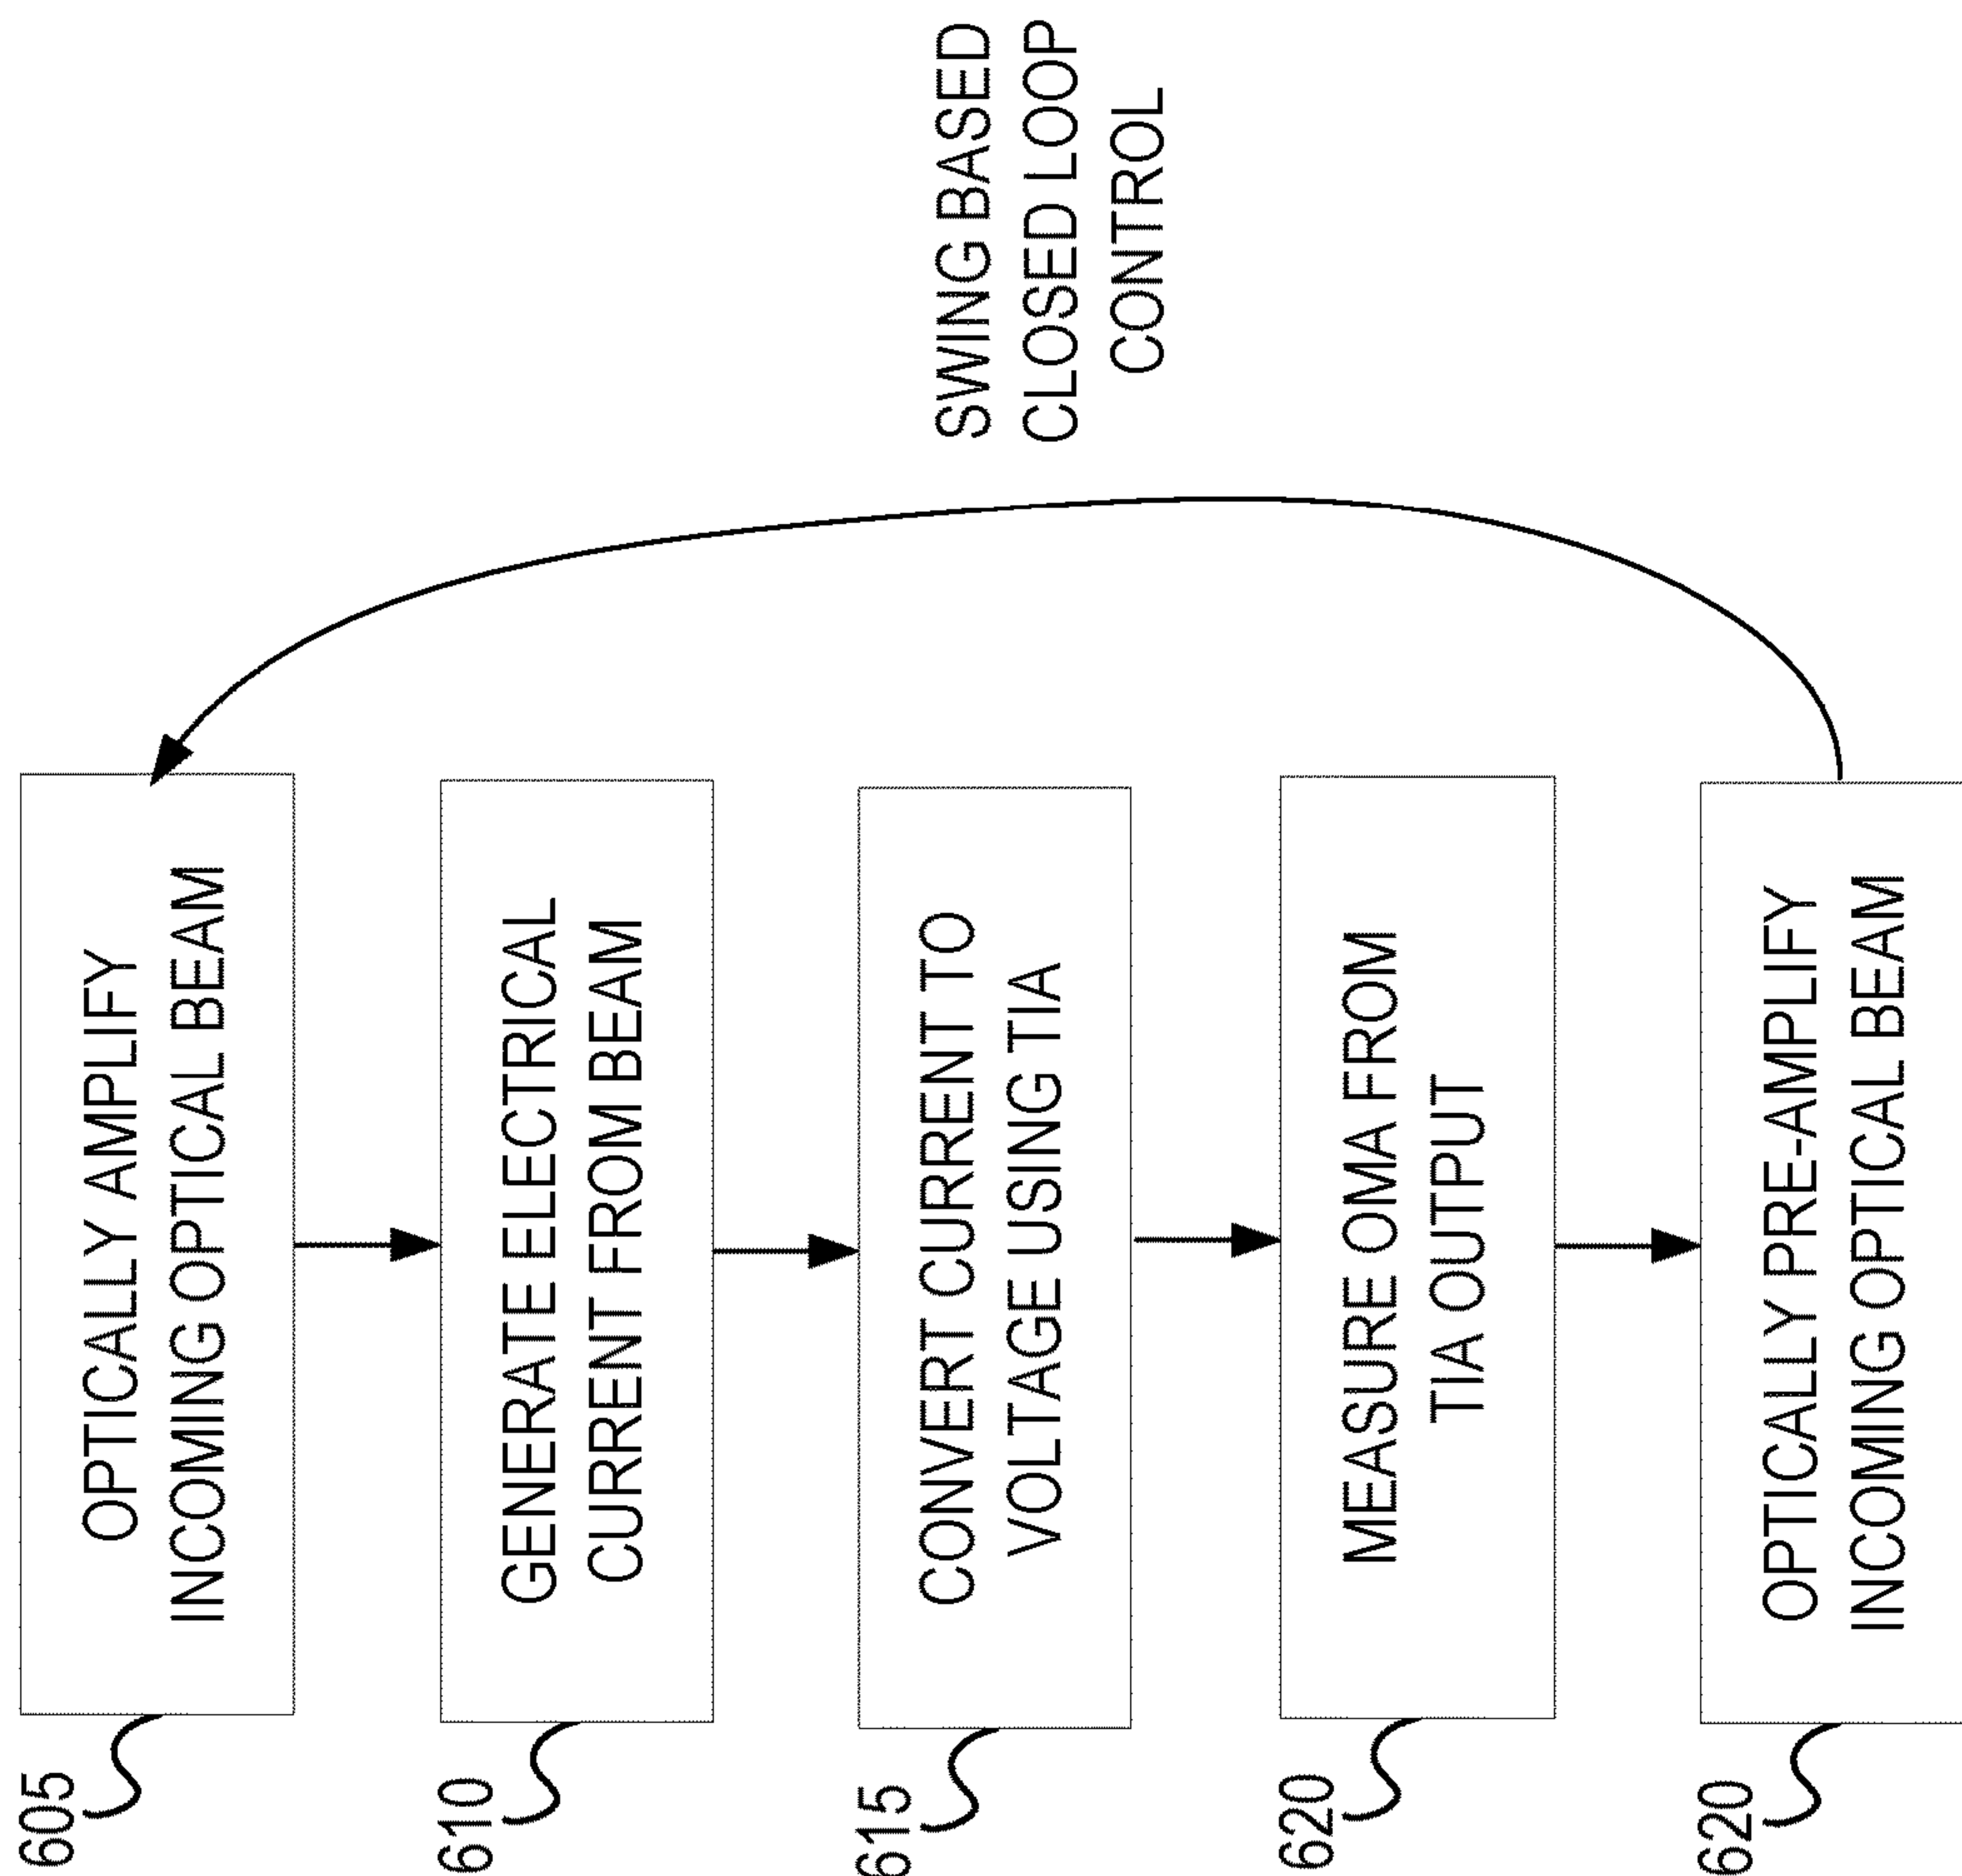 605
OPTICALLY AMPLIFY
INCOMING OPTICAL BEAM
610
GENERATE ELECTRICAL
CURRENT FROM BEAM
615
CONVERT CURRENT TO
VOLTAGE USING TIA
620
MEASURE OMA FROM
TIA OUTPUT
620
OPTICALLY PRE-AMPLIFY
INCOMING OPTICAL BEAM
SWING BASED
CLOSED LOOP
CONTROL